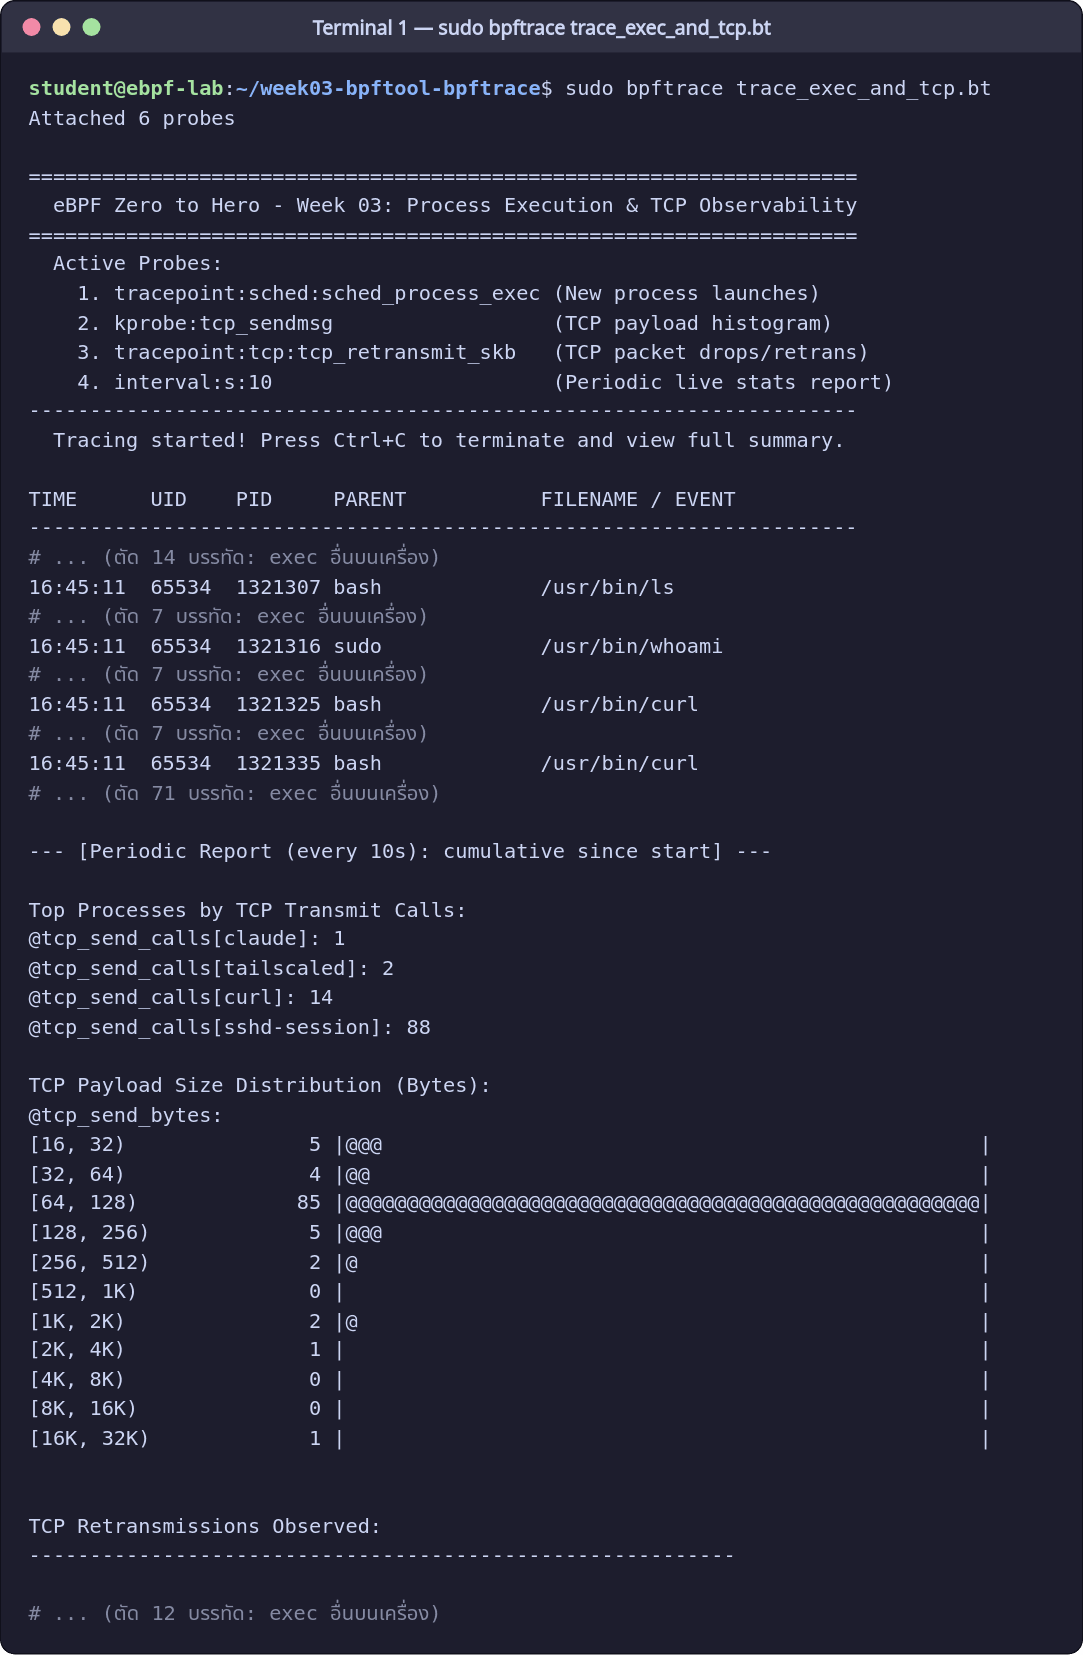 Terminal 1 — sudo bpftrace trace_exec_and_tcp.bt
student@ebpf-lab:~/week03-bpftool-bpftrace$ sudo bpftrace trace_exec_and_tcp.bt
Attached 6 probes
====================================================================
  eBPF Zero to Hero - Week 03: Process Execution & TCP Observability
====================================================================
  Active Probes:
    1. tracepoint:sched:sched_process_exec (New process launches)
    2. kprobe:tcp_sendmsg                  (TCP payload histogram)
    3. tracepoint:tcp:tcp_retransmit_skb   (TCP packet drops/retrans)
    4. interval:s:10                       (Periodic live stats report)
--------------------------------------------------------------------
  Tracing started! Press Ctrl+C to terminate and view full summary.
TIME      UID    PID     PARENT           FILENAME / EVENT
--------------------------------------------------------------------
# ... (ตัด 14 บรรทัด: exec อื่นบนเครื่อง)
16:45:11  65534  1321307 bash             /usr/bin/ls
# ... (ตัด 7 บรรทัด: exec อื่นบนเครื่อง)
16:45:11  65534  1321316 sudo             /usr/bin/whoami
# ... (ตัด 7 บรรทัด: exec อื่นบนเครื่อง)
16:45:11  65534  1321325 bash             /usr/bin/curl
# ... (ตัด 7 บรรทัด: exec อื่นบนเครื่อง)
16:45:11  65534  1321335 bash             /usr/bin/curl
# ... (ตัด 71 บรรทัด: exec อื่นบนเครื่อง)
--- [Periodic Report (every 10s): cumulative since start] ---
Top Processes by TCP Transmit Calls:
@tcp_send_calls[claude]: 1
@tcp_send_calls[tailscaled]: 2
@tcp_send_calls[curl]: 14
@tcp_send_calls[sshd-session]: 88
TCP Payload Size Distribution (Bytes):
@tcp_send_bytes:
[16, 32)               5 |@@@                                                 |
[32, 64)               4 |@@                                                  |
[64, 128)             85 |@@@@@@@@@@@@@@@@@@@@@@@@@@@@@@@@@@@@@@@@@@@@@@@@@@@@|
[128, 256)             5 |@@@                                                 |
[256, 512)             2 |@                                                   |
[512, 1K)              0 |                                                    |
[1K, 2K)               2 |@                                                   |
[2K, 4K)               1 |                                                    |
[4K, 8K)               0 |                                                    |
[8K, 16K)              0 |                                                    |
[16K, 32K)             1 |                                                    |
TCP Retransmissions Observed:
----------------------------------------------------------
# ... (ตัด 12 บรรทัด: exec อื่นบนเครื่อง)